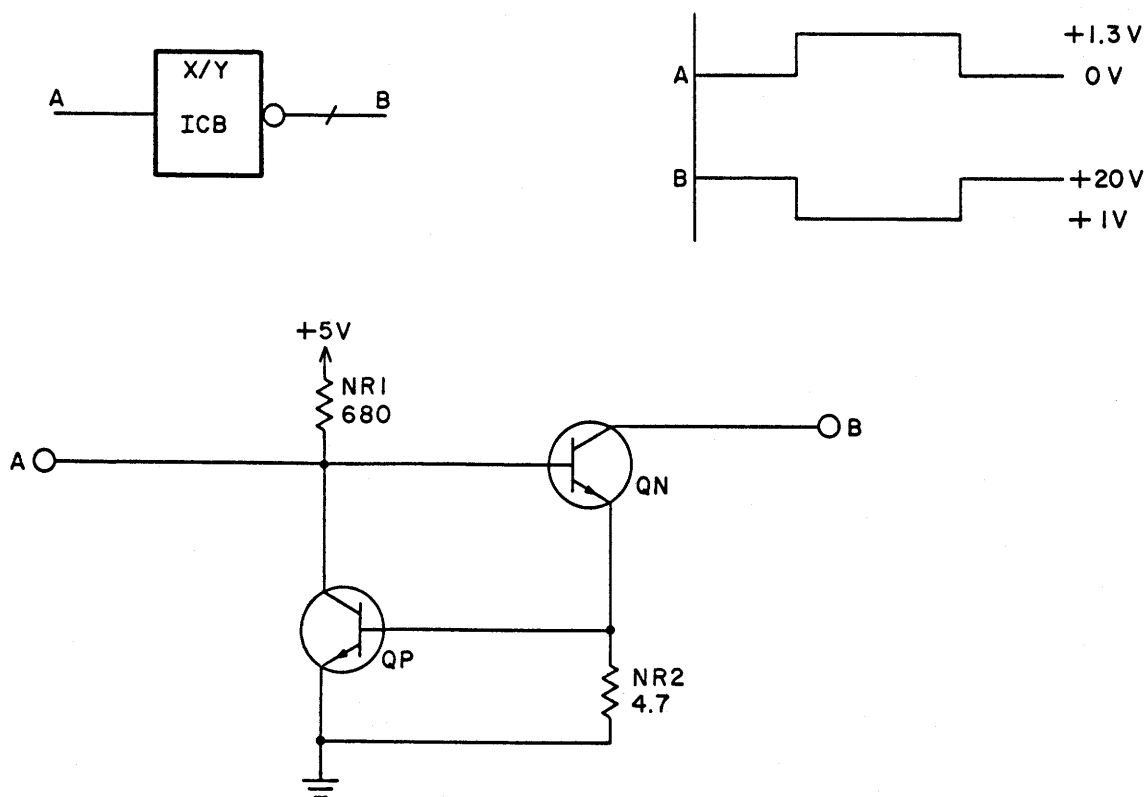 X/Y
A
B
ICB
+1.3V
A
0V
B
+20V
+1V
+5V
NR1
680
A
B
QN
QP
NR2
4.7